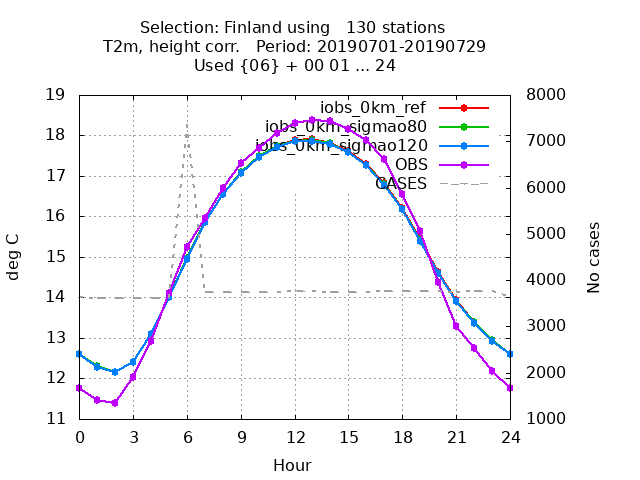 Selection: Finland using 130 stations
T2m, height corr. Period: 20190701-20190729
Used {06} + 00 01 ... 24
19
18
17
16
15
14
13
12
11
8000
7000
6000
5000
4000
3000
2000
1000
iobs_0km_ref
iobs_0km_sigmao80
iobs_0km_sigmao120
OBS
CASES
deg C
No cases
0 3 6 9 12 15 18 21 24
Hour